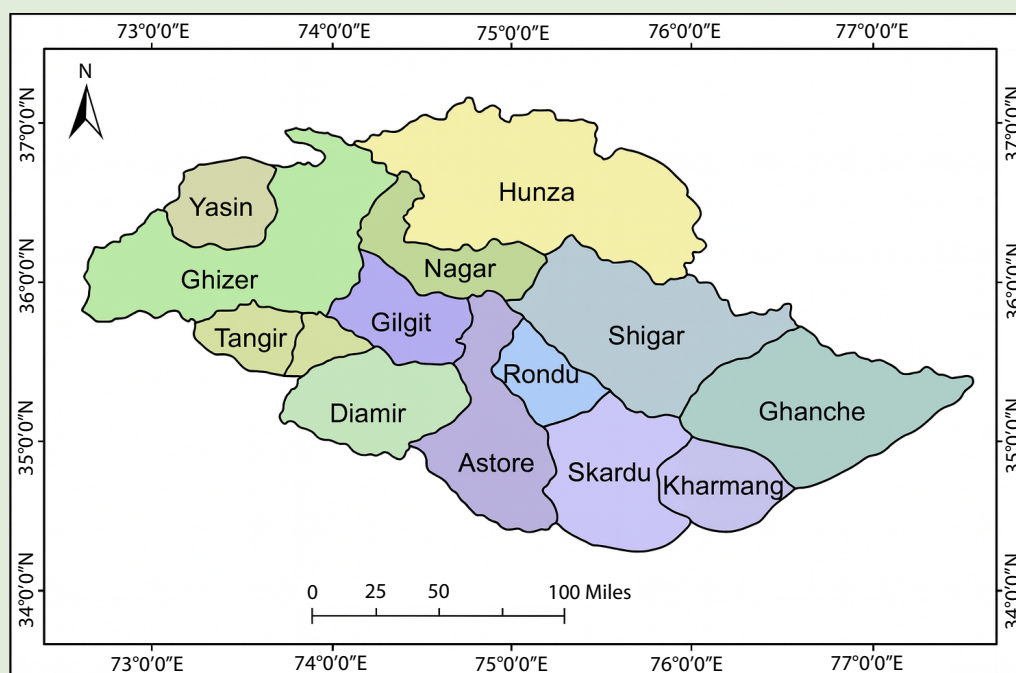 73°0′0″E 74°0′0″E 75°0′0″E 76°0′0″E 77°0′0″E
N
37°0′0″N
37°0′0″N
Hunza
Yasin
Nagar
Ghizer
36°0′0″N
36°0′0″N
Gilgit
Tangir
Shigar
Rondu
Diamir
Ghanche
35°0′0″N
35°0′0″N
Astore
Skardu
Kharmang
34°0′0″N
34°0′0″N
0 25 50 100 Miles
73°0′0″E 74°0′0″E 75°0′0″E 76°0′0″E 77°0′0″E